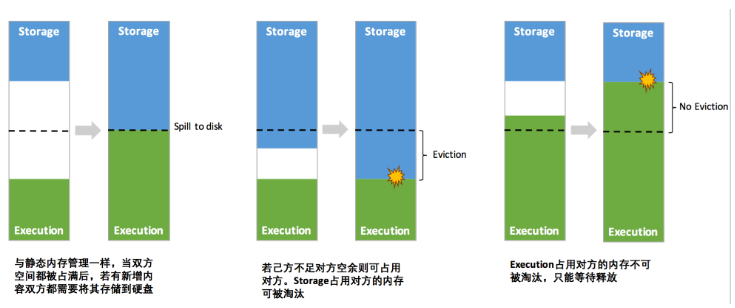 Storage
Storage
Spill to disk
Execution
Execution
与静态内存管理一样，当双方
空间都被占满后，若有新增内
容双方都需要将其存储到硬盘
Storage
Storage
Eviction
Execution
Execution
若己方不足对方空余则可占用
对方。Storage占用对方的内存
可被淘汰
Storage
Storage
No Eviction
Execution
Execution
Execution占用对方的内存不可
被淘汰，只能等待释放